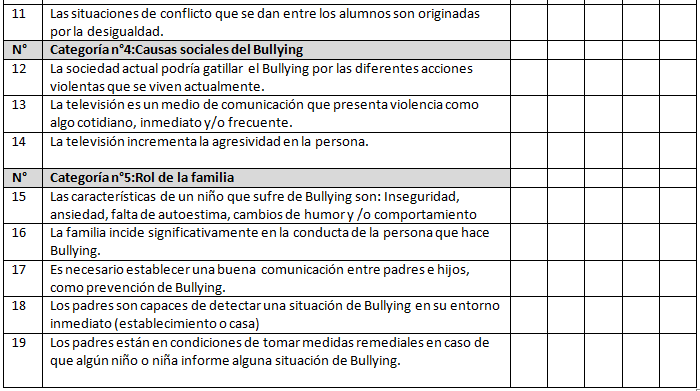 11 Las situaciones de conflicto que se dan entre los alumnos son originadas
por la desigualdad.
N° Categoría n°4:Causas sociales del Bullying
12 La sociedad actual podría gatillar el Bullying por las diferentes acciones
violentas que se viven actualmente.
13 La televisión es un medio de comunicación que presenta violencia como
algo cotidiano, inmediato y/o frecuente.
14 La televisión incrementa la agresividad en la persona.
N° Categoría n°5:Rol de la familia
15 Las características de un niño que sufre de Bullying son: Inseguridad,
ansiedad, falta de autoestima, cambios de humor y /o comportamiento
16 La familia incide significativamente en la conducta de la persona que hace
Bullying.
17 Es necesario establecer una buena comunicación entre padres e hijos,
como prevención de Bullying.
18 Los padres son capaces de detectar una situación de Bullying en su entorno
inmediato (establecimiento o casa)
19 Los padres están en condiciones de tomar medidas remediales en caso de
que algún niño o niña informe alguna situación de Bullying.